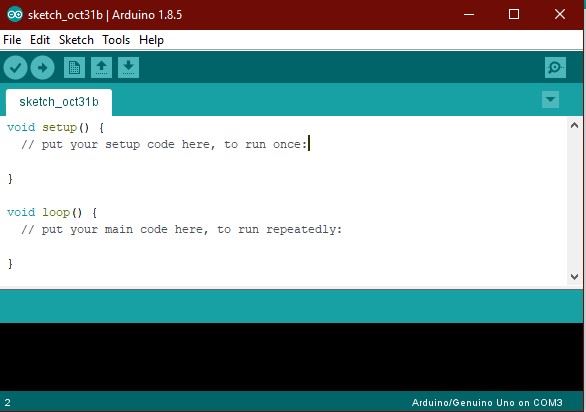 sketch_oct31b | Arduino 1.8.5
File Edit Sketch Tools Help
sketch_oct31b
void setup() {
  // put your setup code here, to run once:
}
void loop() {
  // put your main code here, to run repeatedly:
}
2
Arduino/Genuino Uno on COM3